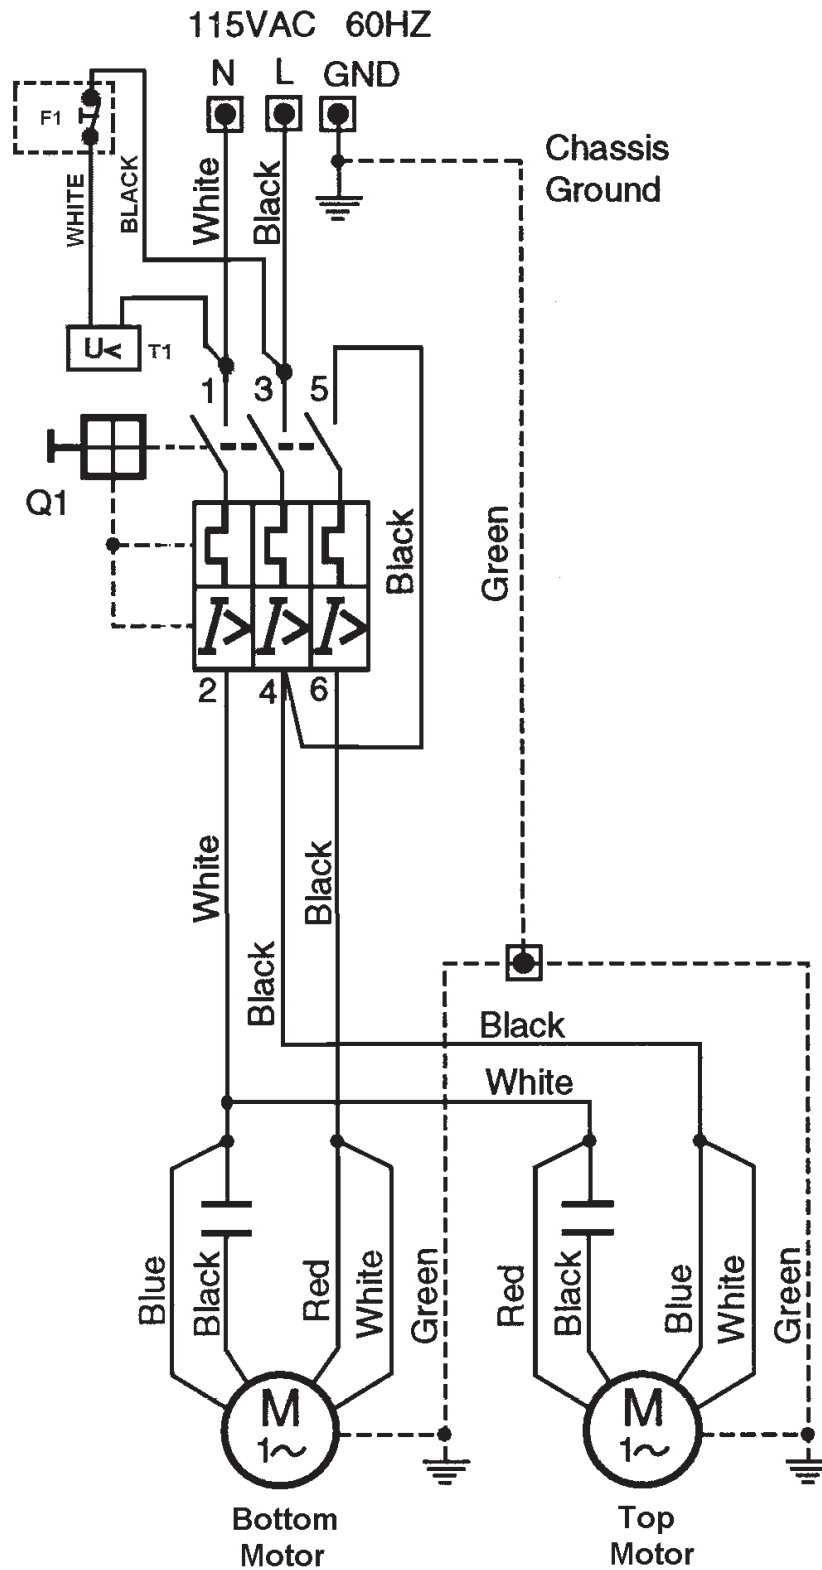 115VAC 60HZ
N L GND
F1
Chassis
Ground
WHITE
BLACK
White
Black
U<
T1
1 3 5
Q1
Black
Green
I> I> I>
2 4 6
White
Black
Black
Black
White
Blue
Black
Red
White
Green
Red
Black
Blue
White
Green
M
1~
M
1~
Bottom
Motor
Top
Motor